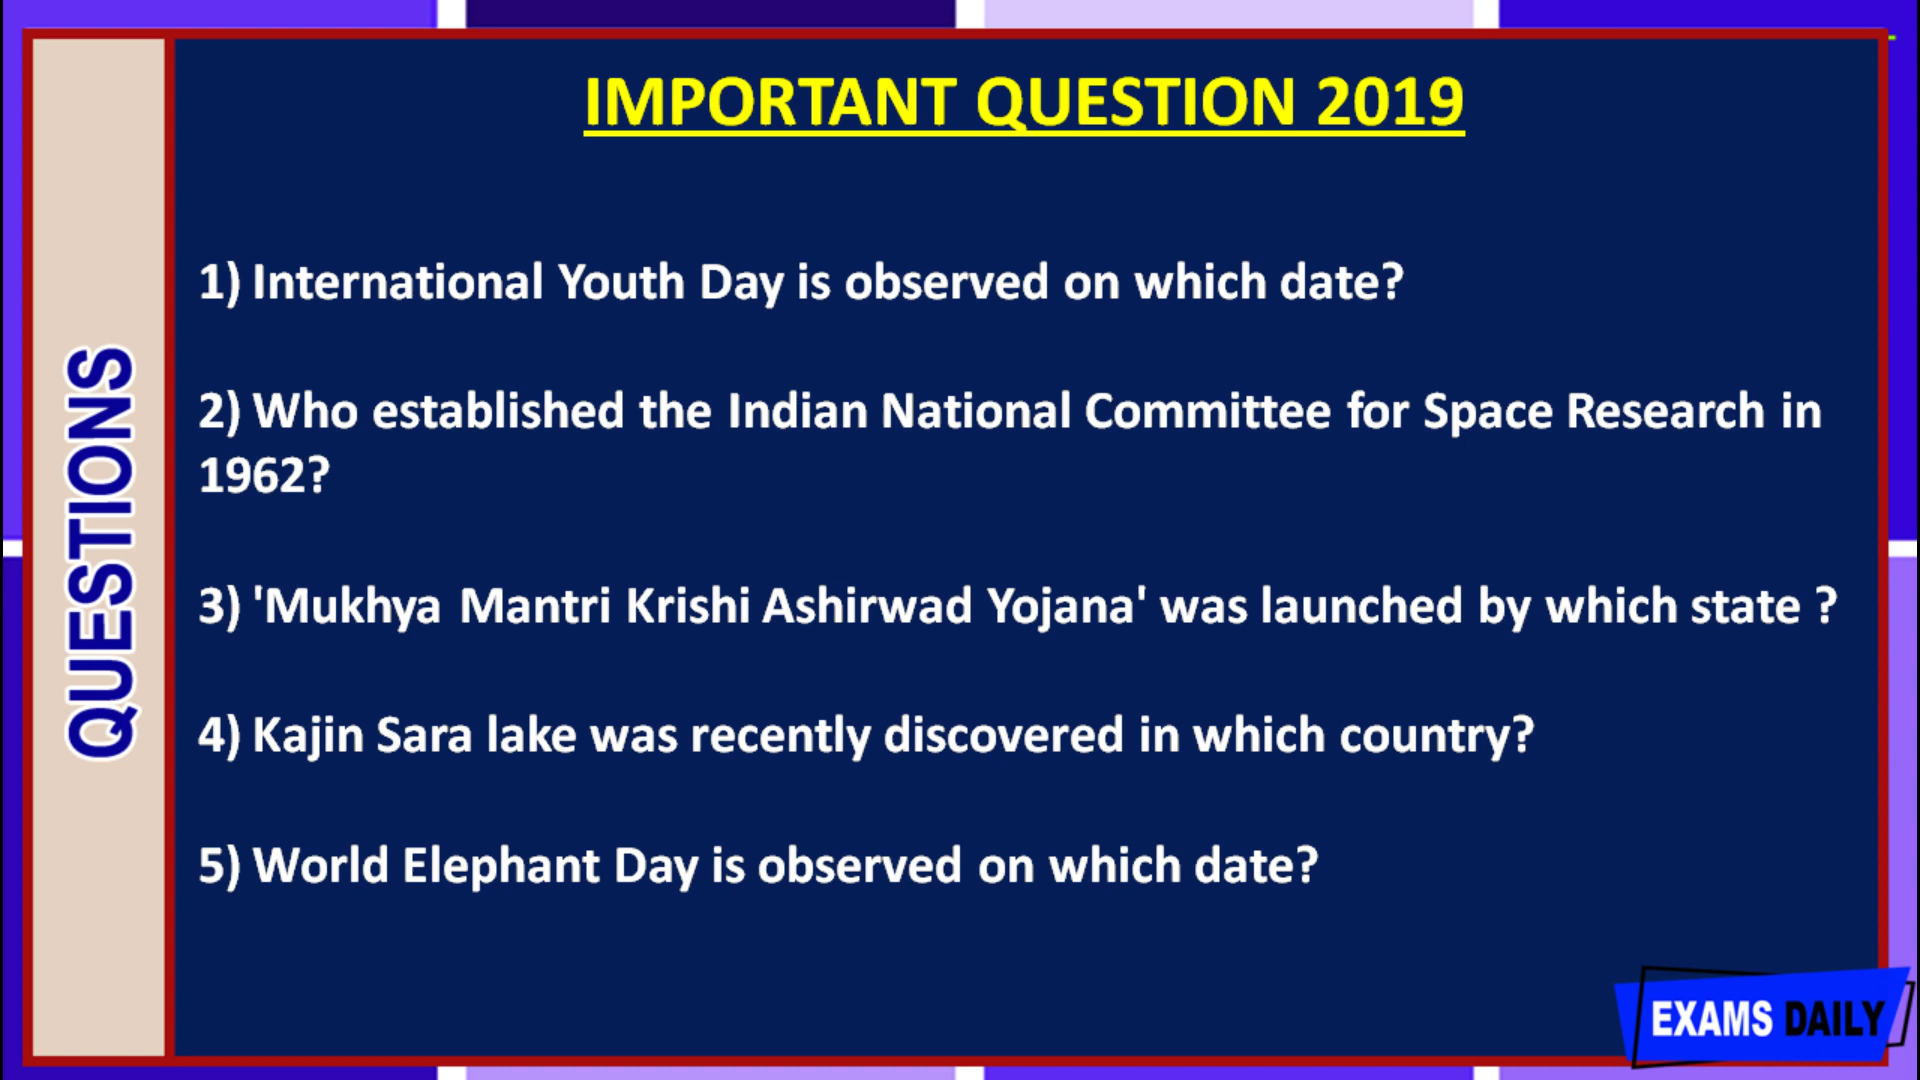 IMPORTANT QUESTION 2019
QUESTIONS
1) International Youth Day is observed on which date?
2) Who established the Indian National Committee for Space Research in
1962?
3) 'Mukhya Mantri Krishi Ashirwad Yojana' was launched by which state ?
4) Kajin Sara lake was recently discovered in which country?
5) World Elephant Day is observed on which date?
EXAMS DAILY